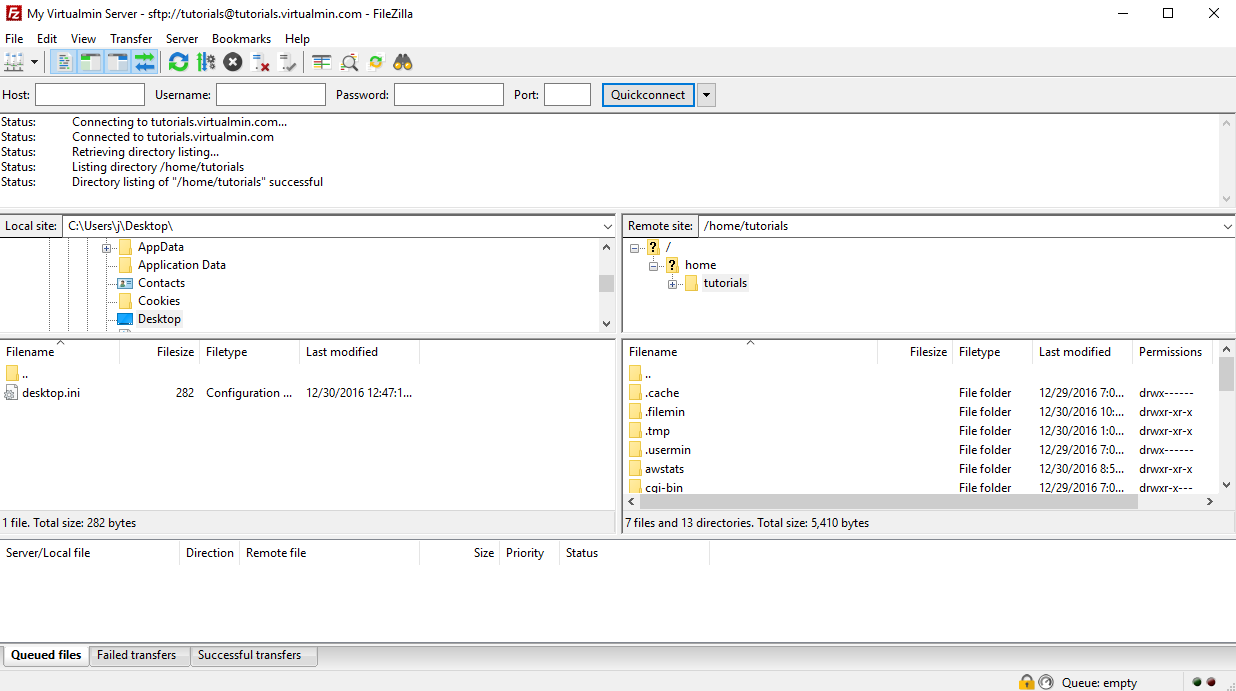 My Virtualmin Server - sftp://tutorials@tutorials.virtualmin.com - FileZilla
File Edit View Transfer Server Bookmarks Help
Host: Username: Password: Port: Quickconnect
Status: Connecting to tutorials.virtualmin.com...
Status: Connected to tutorials.virtualmin.com
Status: Retrieving directory listing...
Status: Listing directory /home/tutorials
Status: Directory listing of "/home/tutorials" successful
Local site: C:\Users\j\Desktop\
AppData
Application Data
Contacts
Cookies
Desktop
Remote site: /home/tutorials
? /
? home
tutorials
Filename Filesize Filetype Last modified
..
desktop.ini 282 Configuration ... 12/30/2016 12:47:1...
1 file. Total size: 282 bytes
Filename Filesize Filetype Last modified Permissions
..
.cache File folder 12/29/2016 7:0... drwx------
.filemin File folder 12/30/2016 10:... drwxr-xr-x
.tmp File folder 12/30/2016 1:0... drwxr-xr-x
.usermin File folder 12/29/2016 7:0... drwx------
awstats File folder 12/30/2016 8:5... drwxr-xr-x
cgi-bin File folder 12/29/2016 7:0... drwxr-x---
7 files and 13 directories. Total size: 5,410 bytes
Server/Local file Direction Remote file Size Priority Status
Queued files Failed transfers Successful transfers
Queue: empty